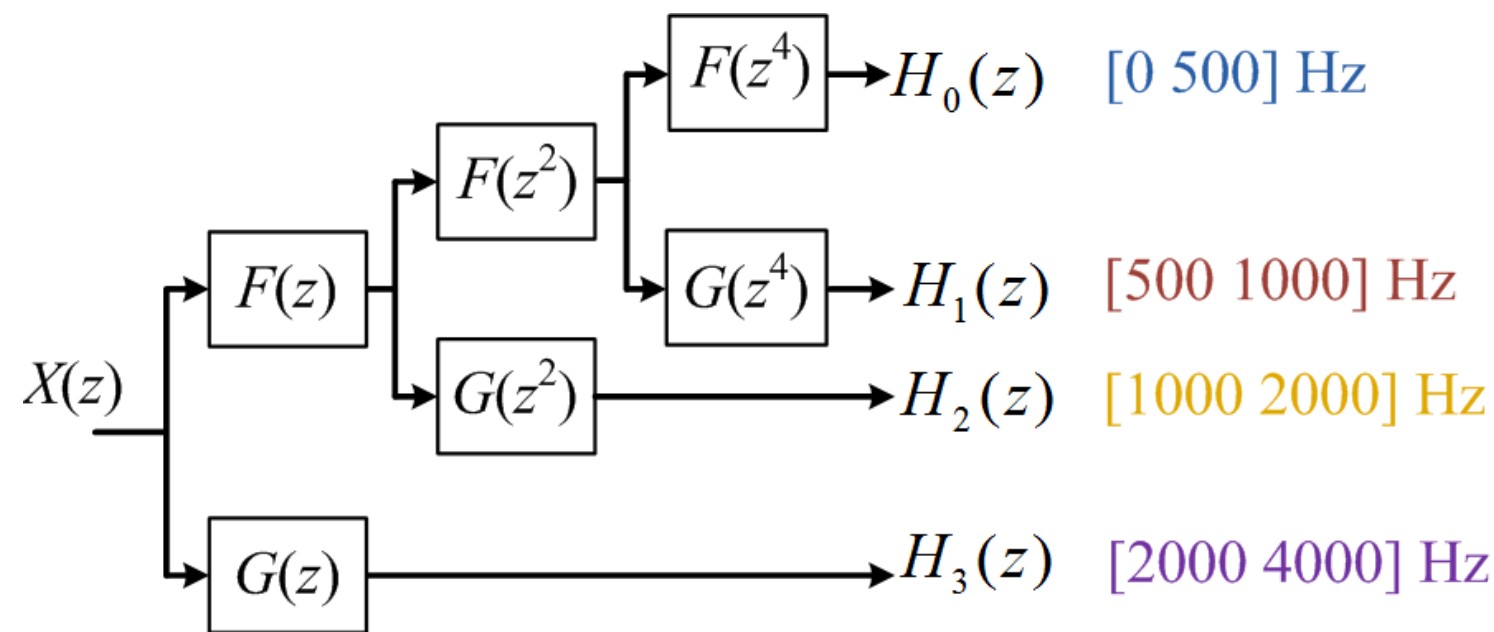 F(z⁴) H₀(z) [0 500] Hz
F(z²)
F(z) G(z⁴) H₁(z) [500 1000] Hz
X(z) G(z²) H₂(z) [1000 2000] Hz
G(z) H₃(z) [2000 4000] Hz